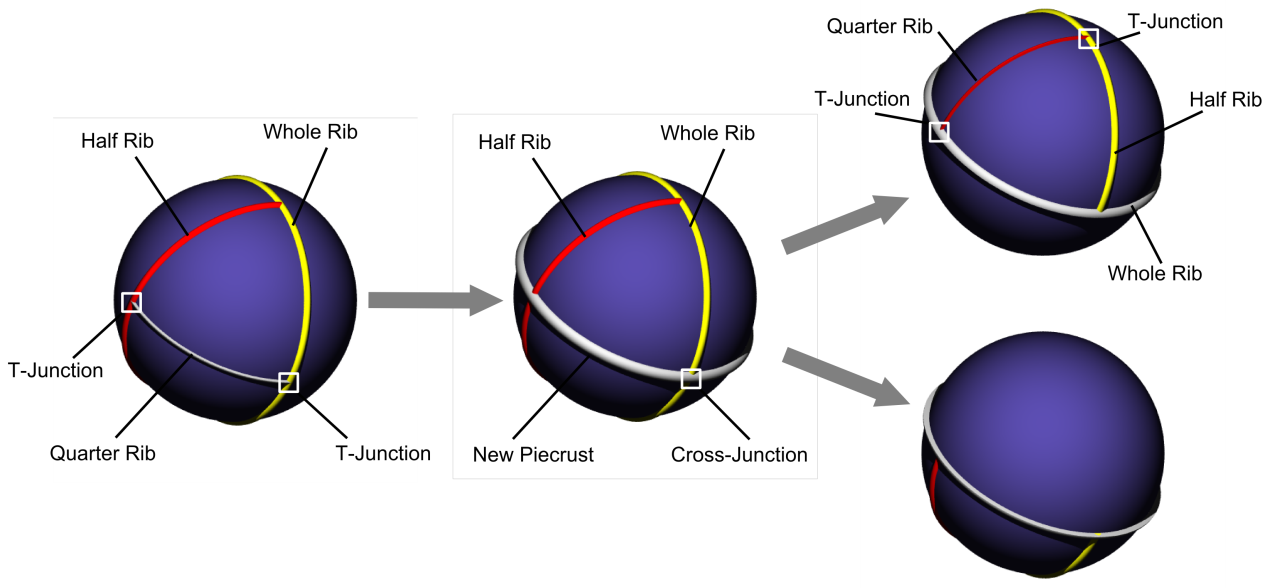 Half Rib
Whole Rib
T-Junction
Quarter Rib
T-Junction
Half Rib
Whole Rib
New Piecrust
Cross-Junction
Quarter Rib
T-Junction
T-Junction
Half Rib
Whole Rib